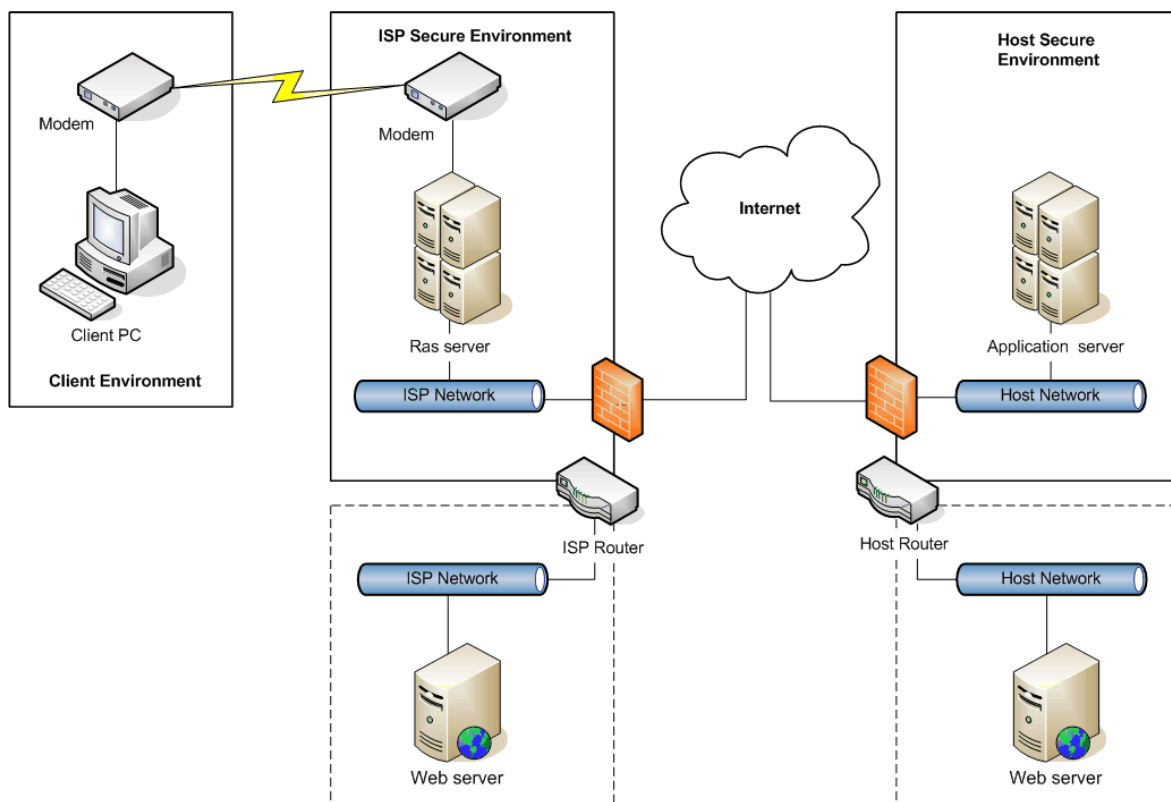 ISP Secure Environment
Host Secure
Environment
Modem
Modem
Internet
Client PC
Ras server
Application server
Client Environment
ISP Network
Host Network
ISP Router
Host Router
ISP Network
Host Network
Web server
Web server